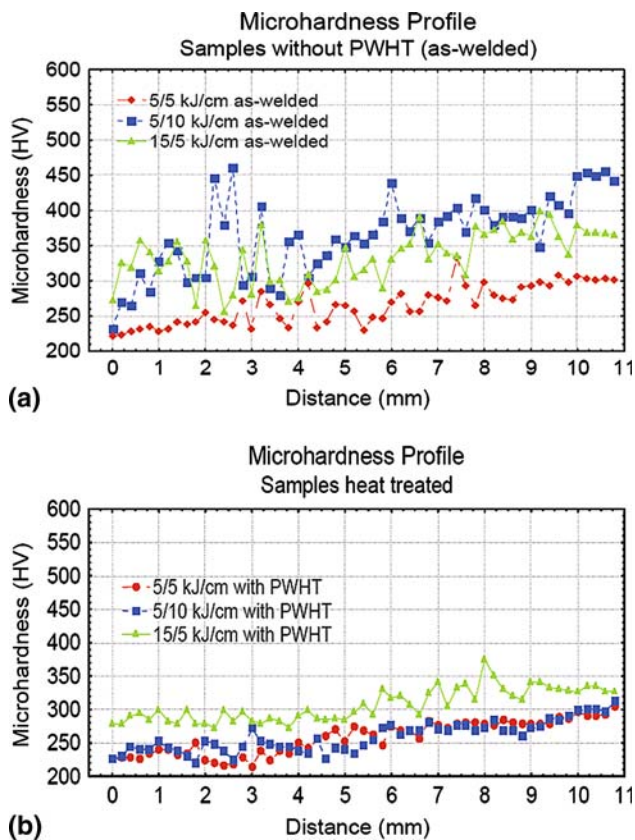 Microhardness Profile
Samples without PWHT (as-welded)
600
550
500
450
400
350
300
250
200
Microhardness (HV)
5/5 kJ/cm as-welded
5/10 kJ/cm as-welded
15/5 kJ/cm as-welded
0 1 2 3 4 5 6 7 8 9 10 11
Distance (mm)
(a)
Microhardness Profile
Samples heat treated
600
550
500
450
400
350
300
250
200
Microhardness (HV)
5/5 kJ/cm with PWHT
5/10 kJ/cm with PWHT
15/5 kJ/cm with PWHT
0 1 2 3 4 5 6 7 8 9 10 11
Distance (mm)
(b)